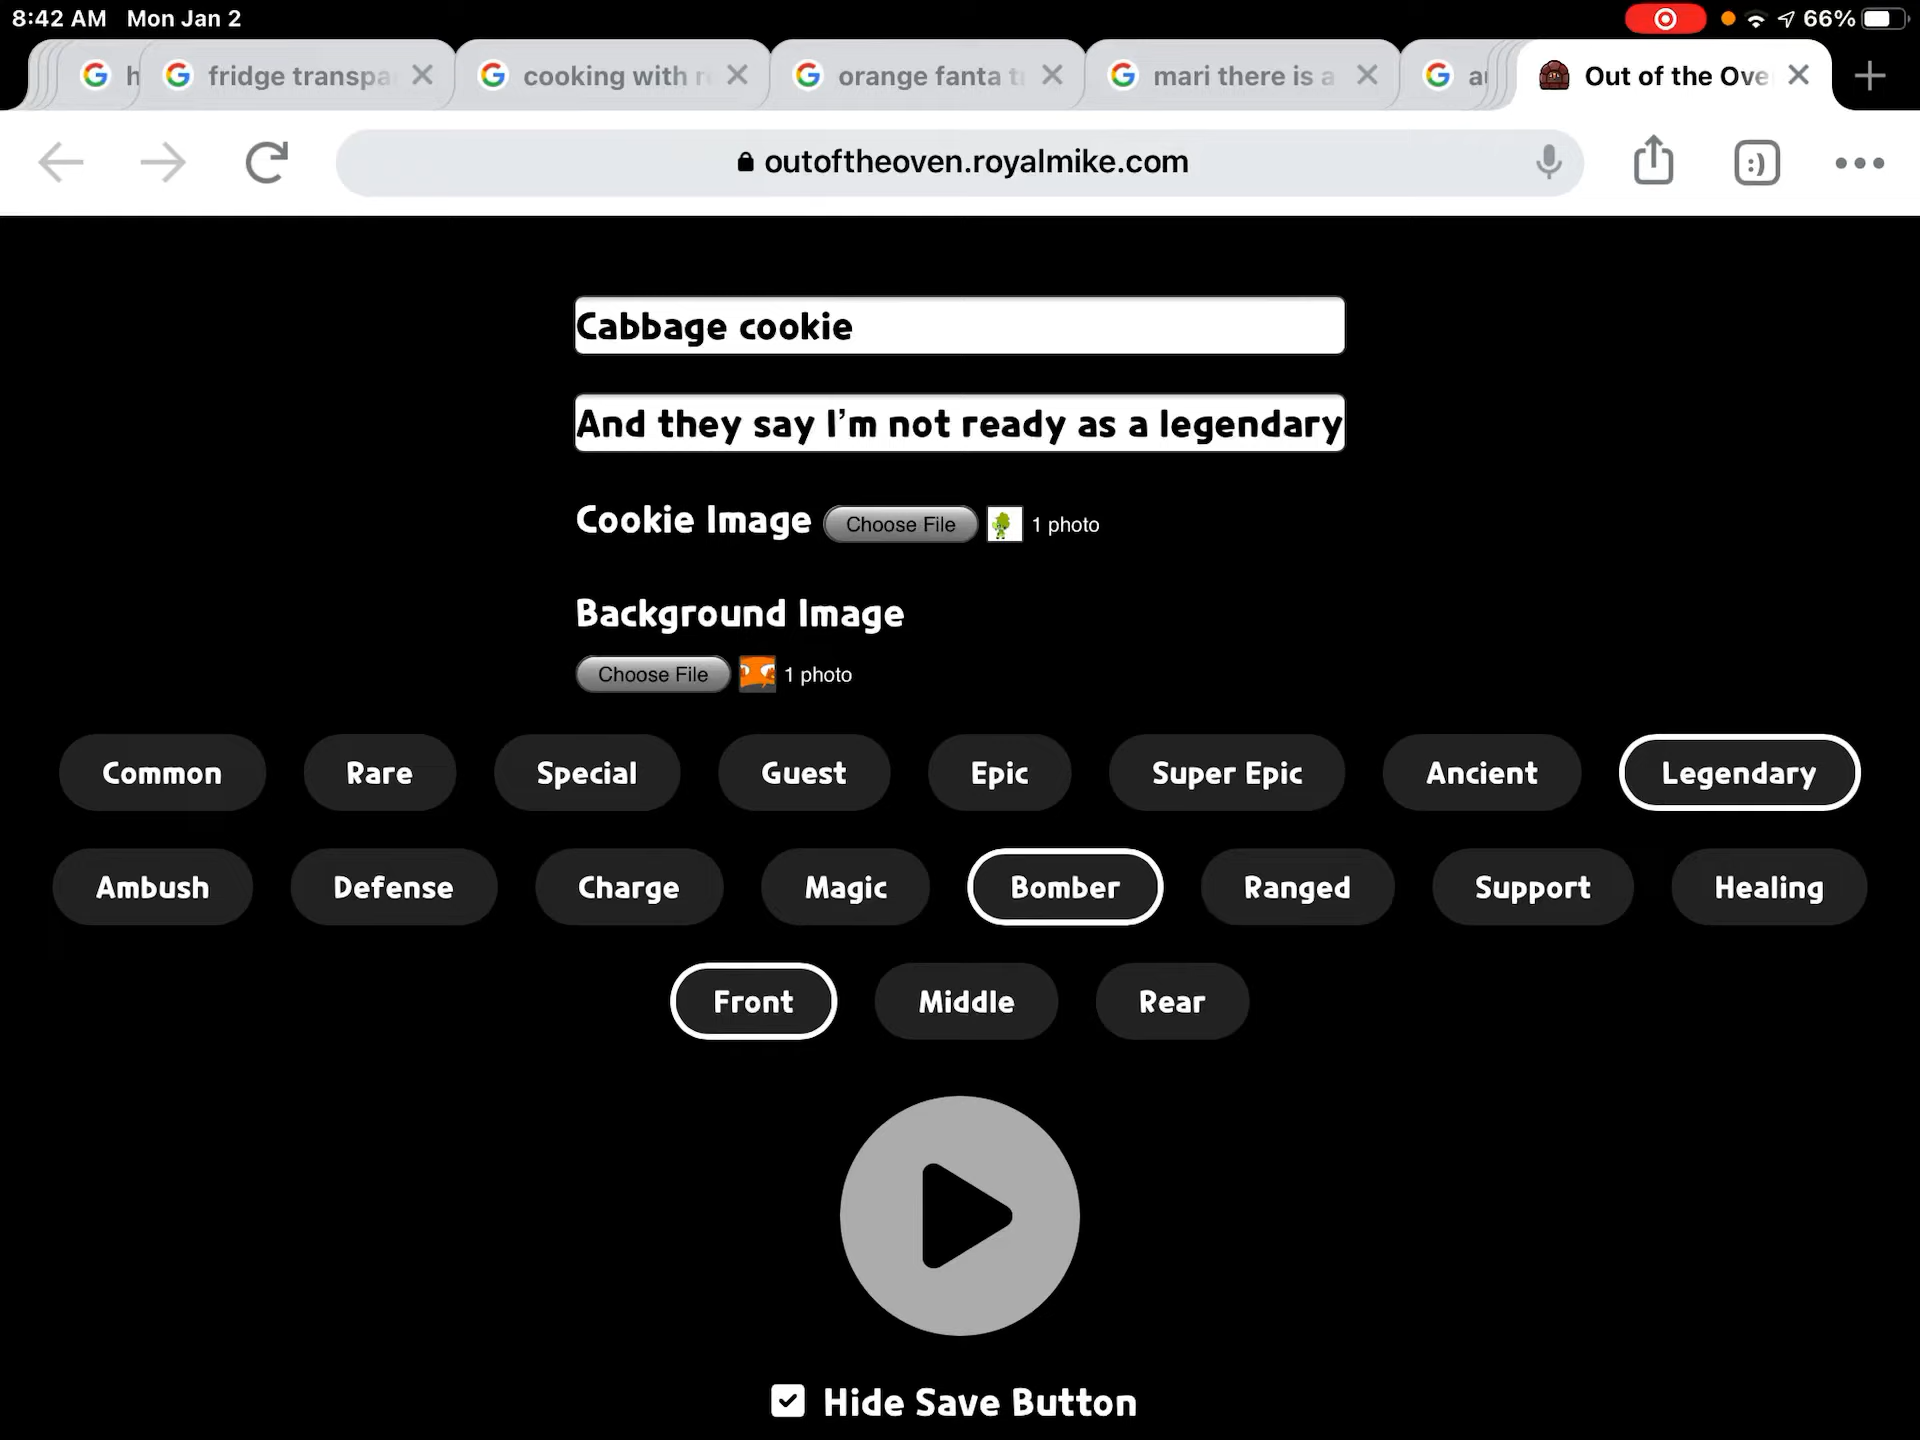 8:42 AM Mon Jan 2
66%
h
fridge transpa
cooking with r
orange fanta t
mari there is a
Out of the Ove
outoftheoven.royalmike.com
:)
Cabbage cookie
And they say I'm not ready as a legendary
Cookie Image Choose File 1 photo
Background Image
Choose File 1 photo
Common Rare Special Guest Epic Super Epic Ancient Legendary
Ambush Defense Charge Magic Bomber Ranged Support Healing
Front Middle Rear
Hide Save Button